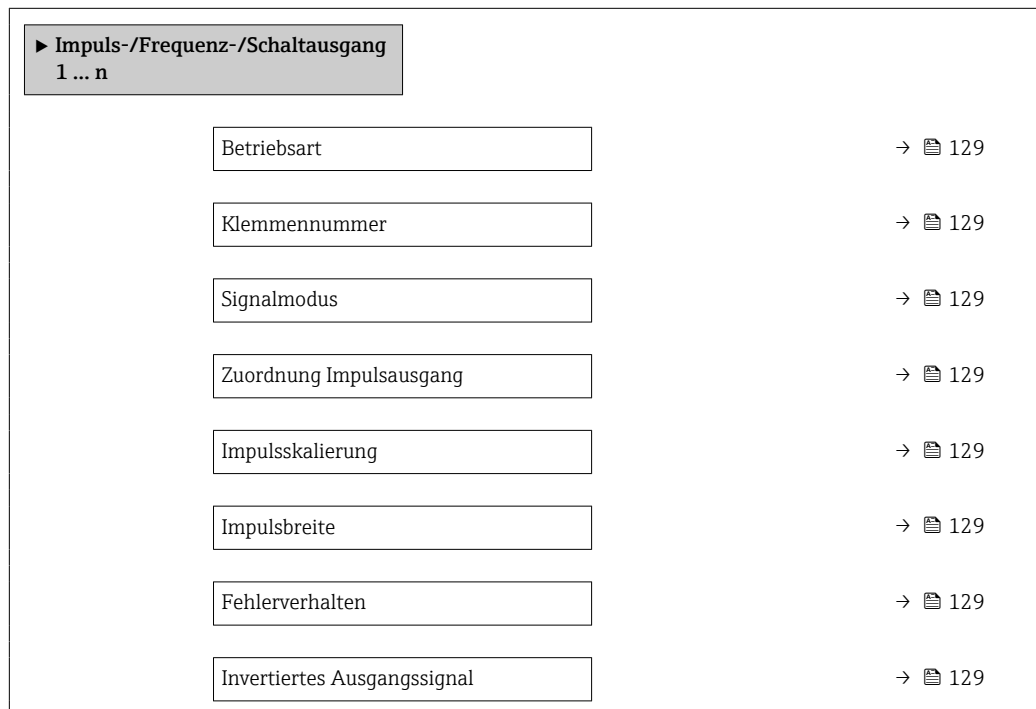 ► Impuls-/Frequenz-/Schaltausgang
1 ... n
Betriebsart → 129
Klemmennummer → 129
Signalmodus → 129
Zuordnung Impulsausgang → 129
Impulsskalierung → 129
Impulsbreite → 129
Fehlerverhalten → 129
Invertiertes Ausgangssignal → 129